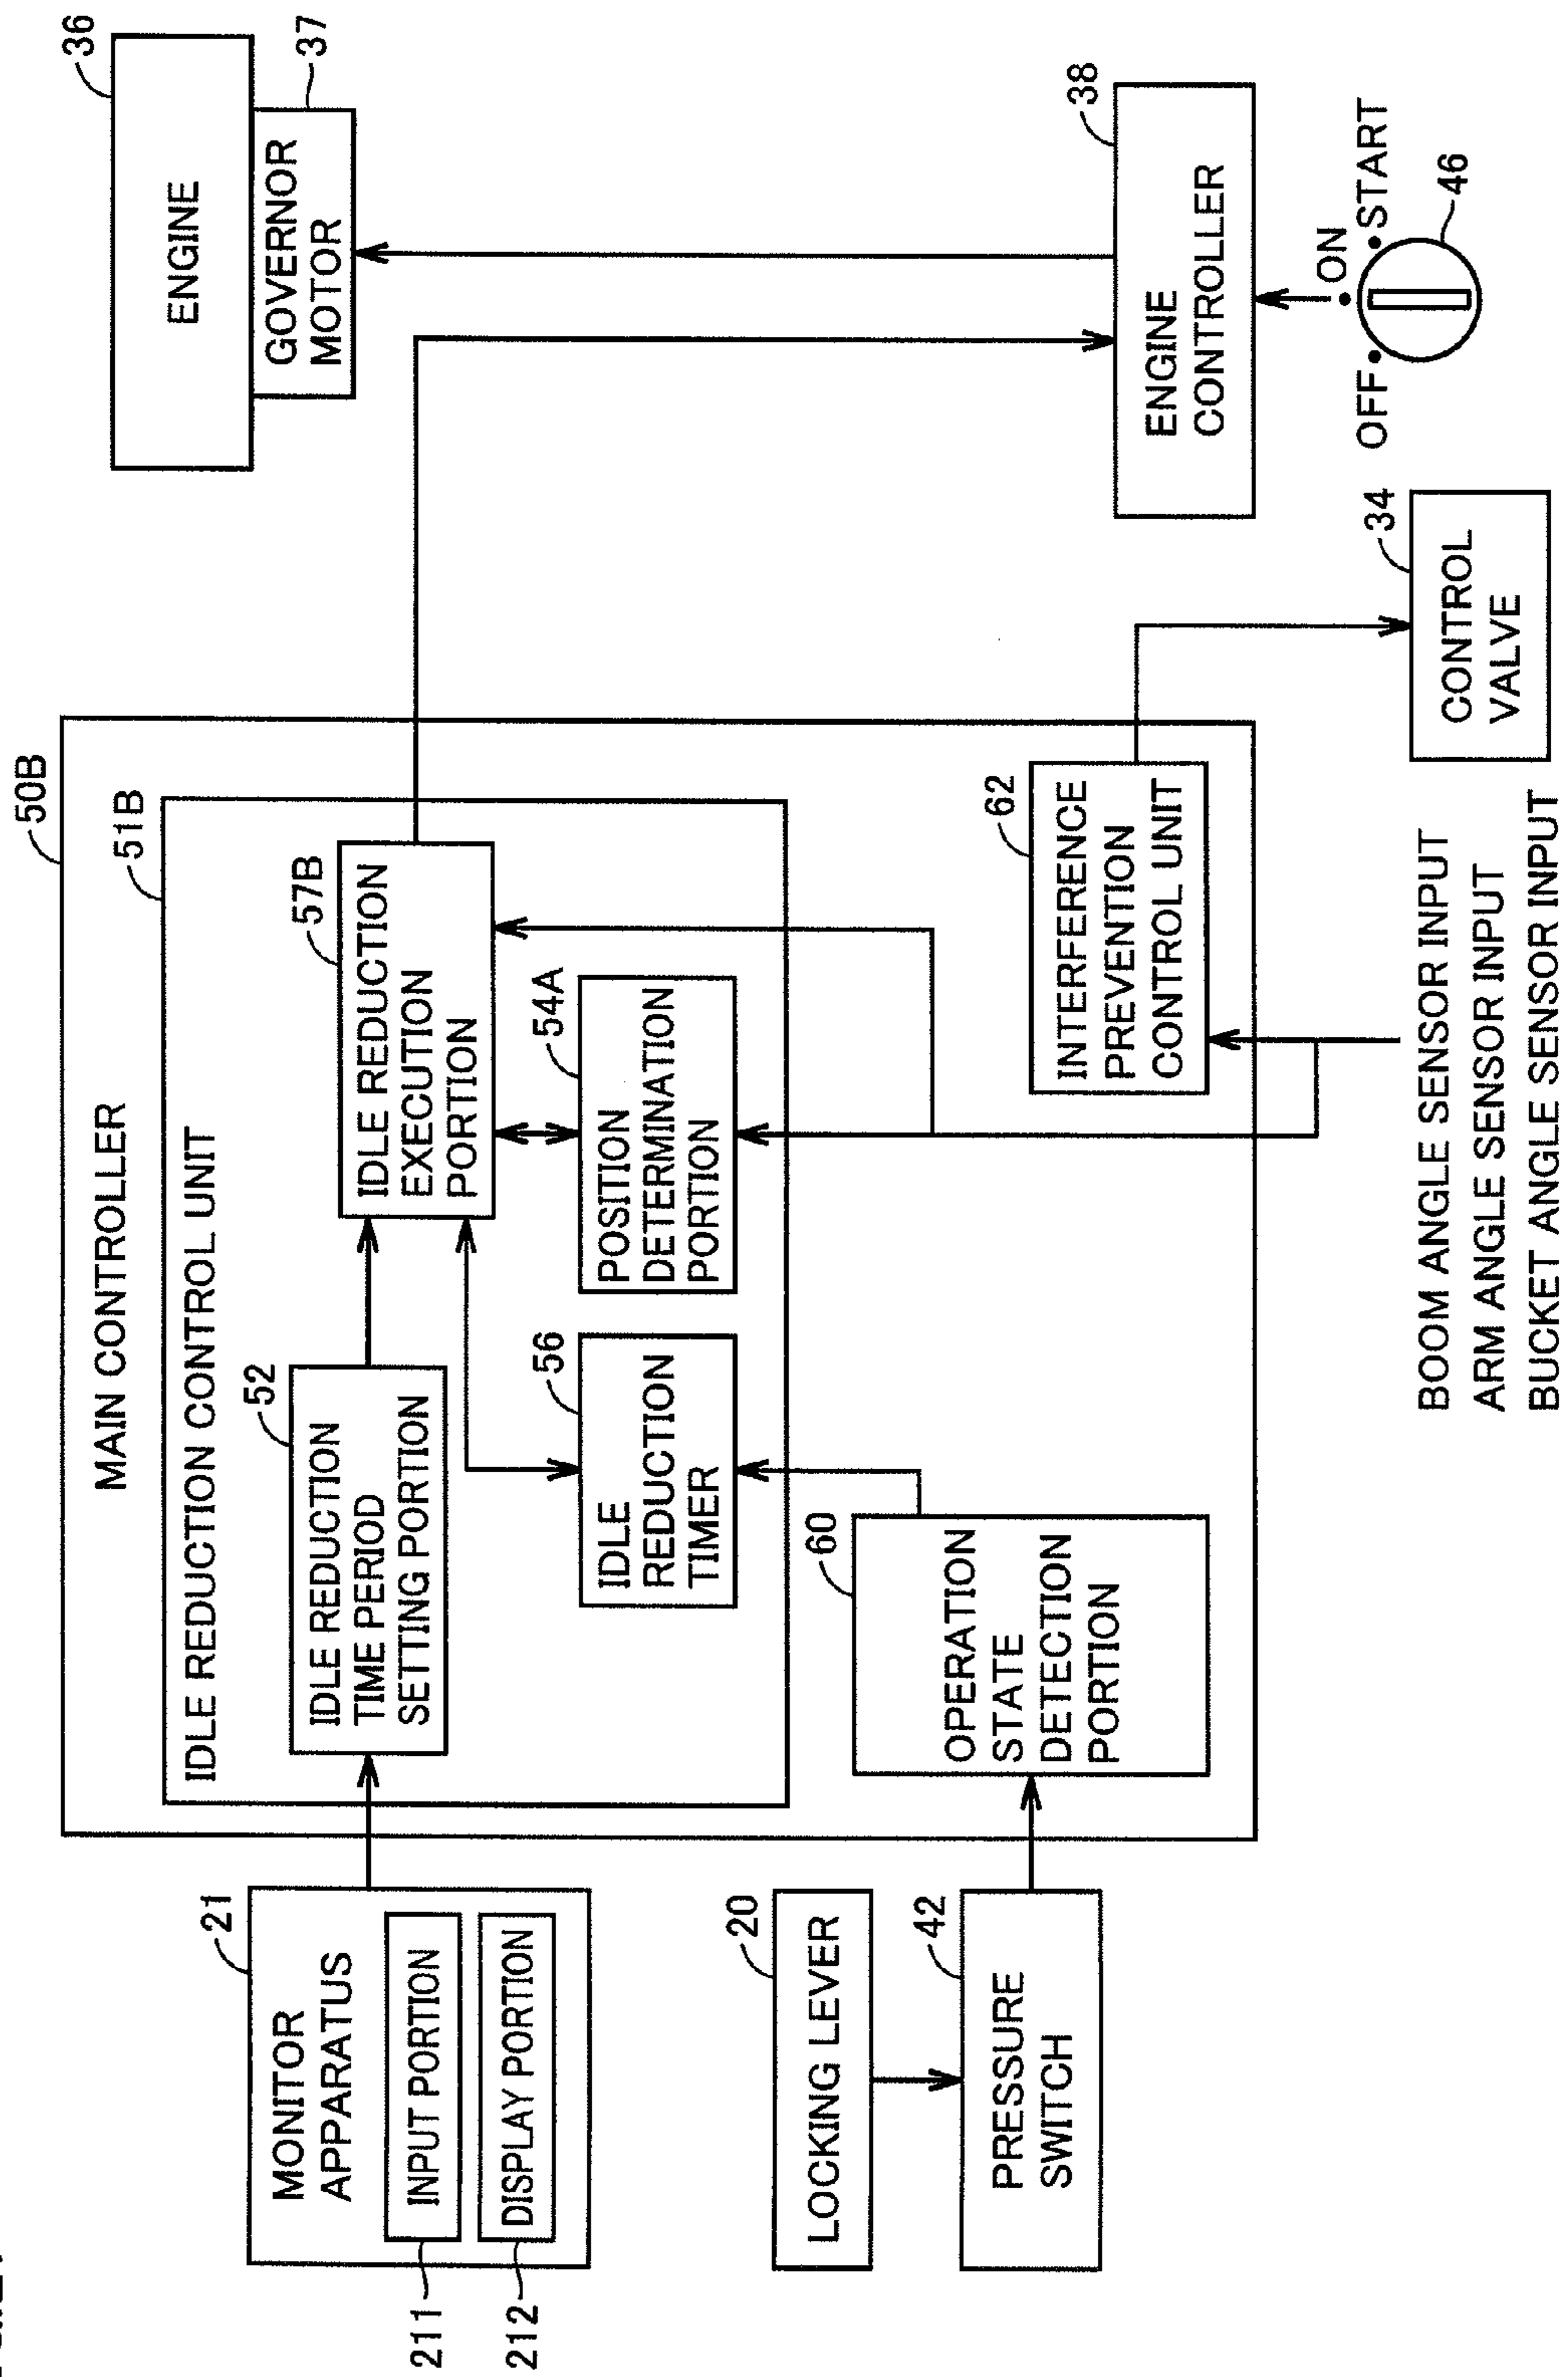 50B
MAIN CONTROLLER
51B
IDLE REDUCTION CONTROL UNIT
21
MONITOR
APPARATUS
INPUT PORTION
DISPLAY PORTION
211
212
52
IDLE REDUCTION
TIME PERIOD
SETTING PORTION
57B
IDLE REDUCTION
EXECUTION
PORTION
56
IDLE
REDUCTION
TIMER
54A
POSITION
DETERMINATION
PORTION
36
ENGINE
37
GOVERNOR
MOTOR
20
LOCKING LEVER
42
PRESSURE
SWITCH
60
OPERATION
STATE
DETECTION
PORTION
62
INTERFERENCE
PREVENTION
CONTROL UNIT
38
ENGINE
CONTROLLER
OFF
ON
START
46
34
CONTROL
VALVE
BOOM ANGLE SENSOR INPUT
ARM ANGLE SENSOR INPUT
BUCKET ANGLE SENSOR INPUT